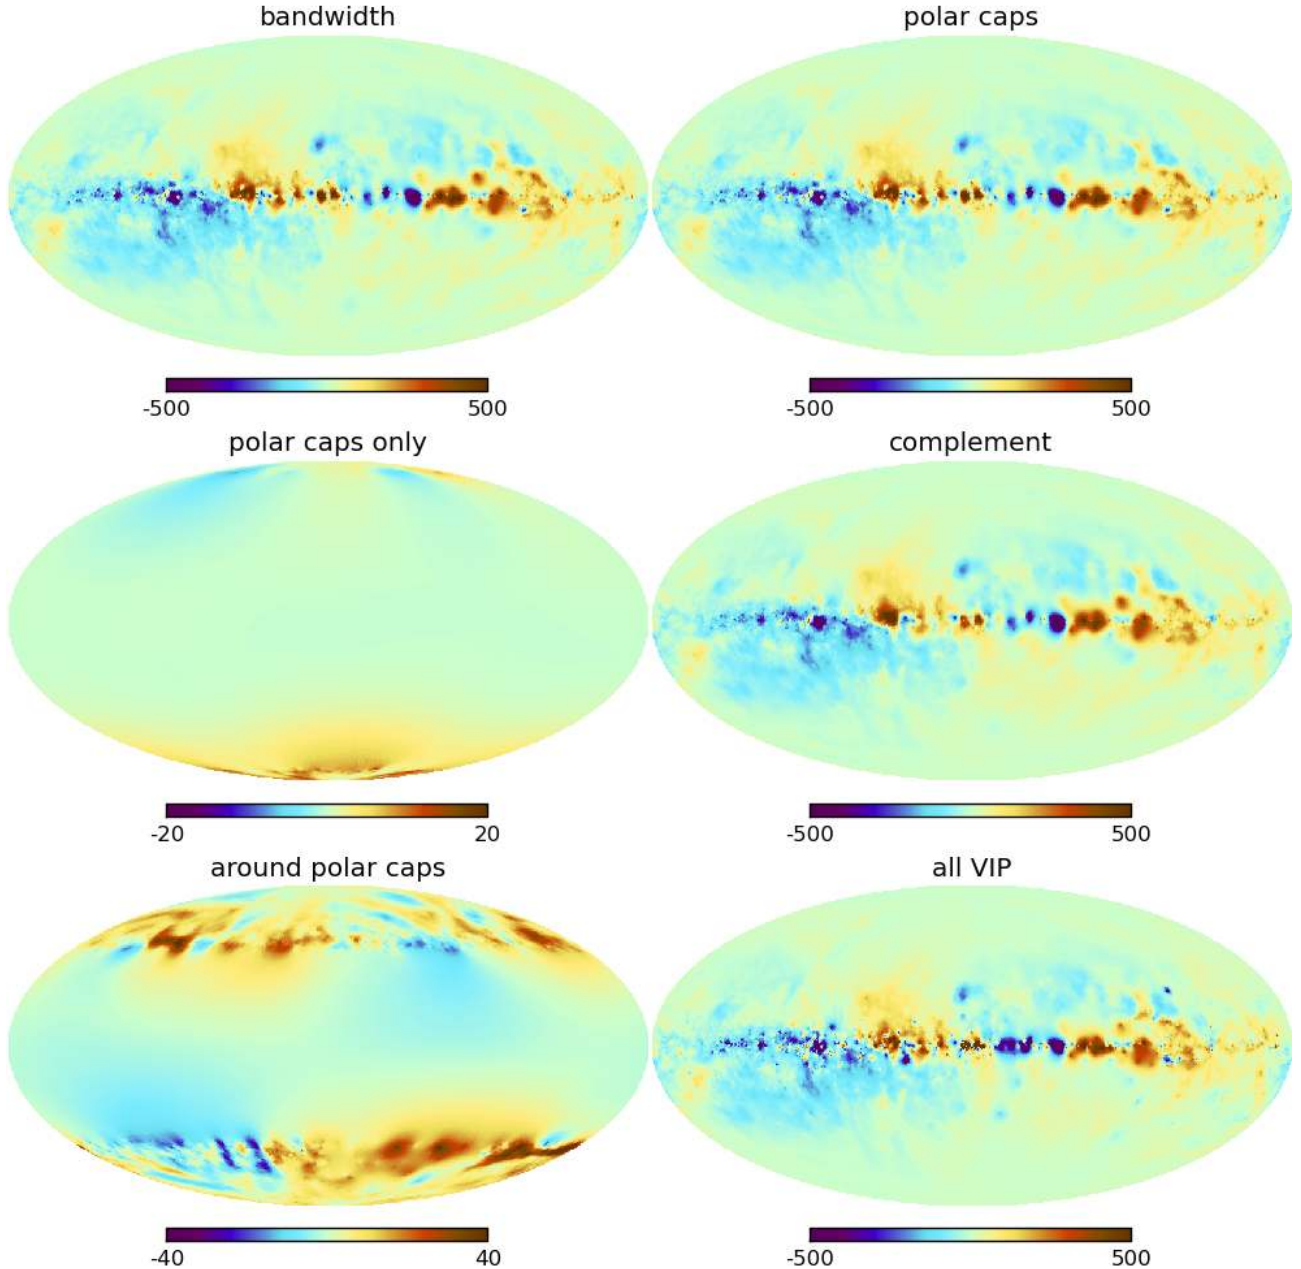 bandwidth
polar caps
-500 500
-500 500
polar caps only
complement
-20 20
-500 500
around polar caps
all VIP
-40 40
-500 500